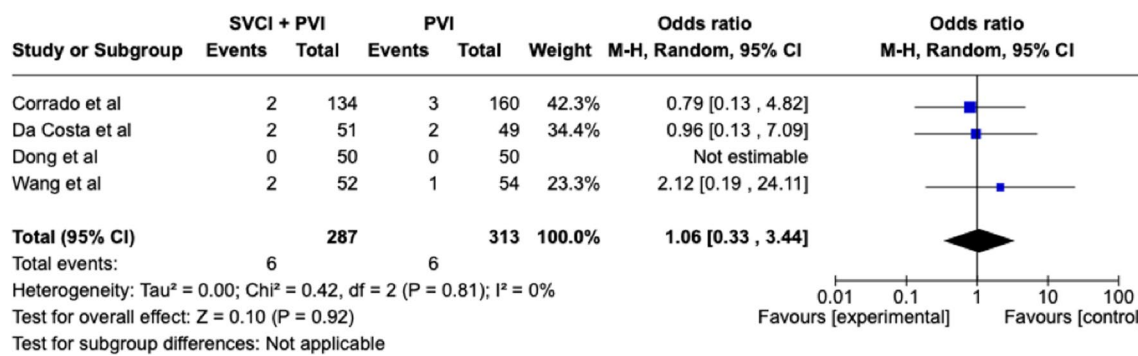 SVCI + PVI PVI Odds ratio Odds ratio
Study or Subgroup Events Total Events Total Weight M-H, Random, 95% CI M-H, Random, 95% CI
Corrado et al 2 134 3 160 42.3% 0.79 [0.13 , 4.82]
Da Costa et al 2 51 2 49 34.4% 0.96 [0.13 , 7.09]
Dong et al 0 50 0 50 Not estimable
Wang et al 2 52 1 54 23.3% 2.12 [0.19 , 24.11]
Total (95% CI) 287 313 100.0% 1.06 [0.33 , 3.44]
Total events: 6 6
Heterogeneity: Tau² = 0.00; Chi² = 0.42, df = 2 (P = 0.81); I² = 0%
0.01 0.1 1 10 100
Test for overall effect: Z = 0.10 (P = 0.92)
Favours [experimental] Favours [control
Test for subgroup differences: Not applicable